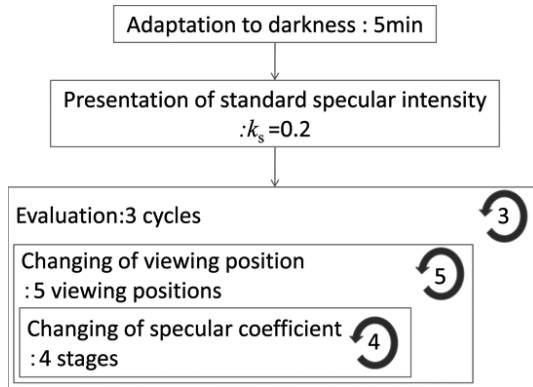 Adaptation to darkness : 5min
Presentation of standard specular intensity
:kₛ =0.2
Evaluation:3 cycles
3
Changing of viewing position
: 5 viewing positions
5
Changing of specular coefficient
: 4 stages
4